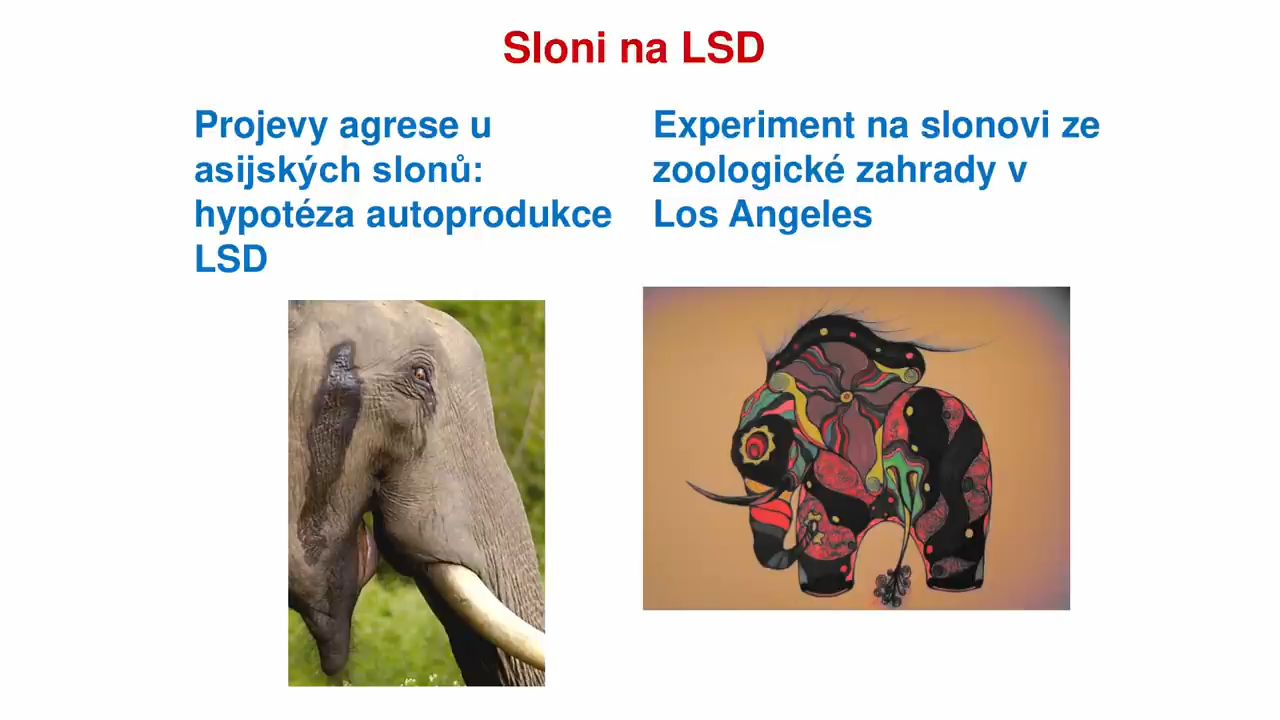 Sloni na LSD
Projevy agrese u
asijských slonů:
hypotéza autoprodukce
LSD
Experiment na slonovi ze
zoologické zahrady v
Los Angeles